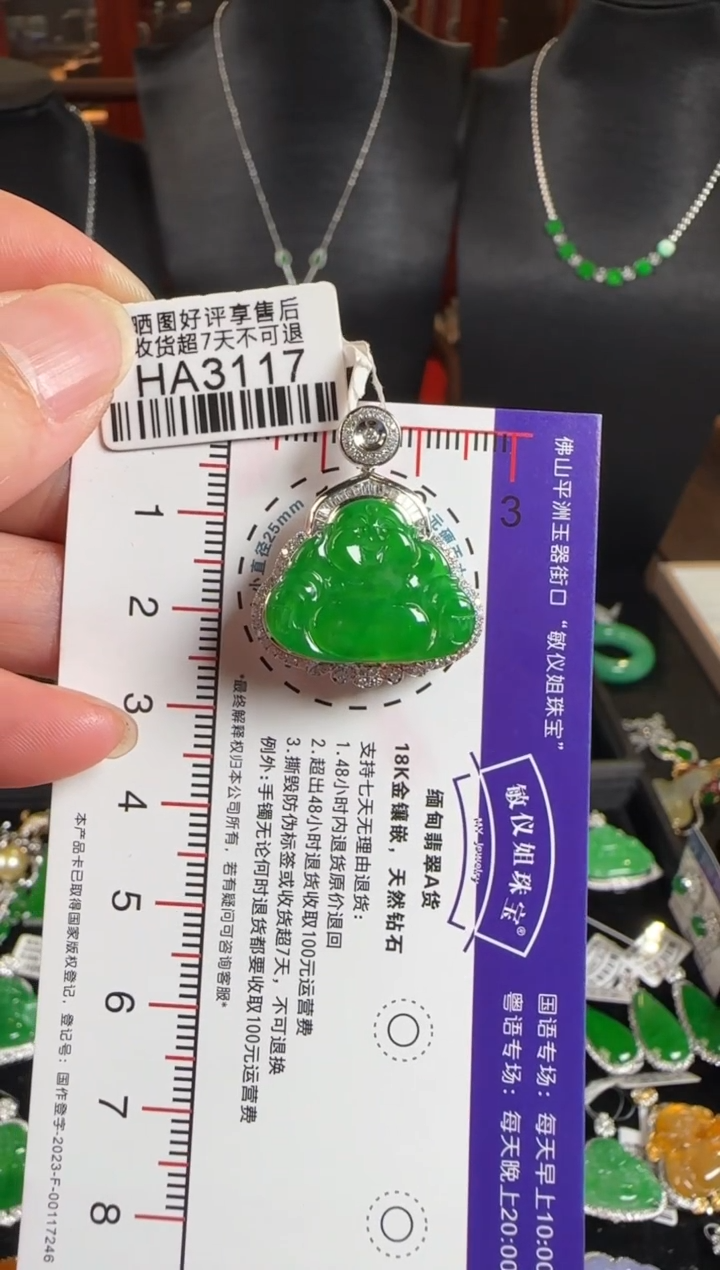 晒图好评享售后
收货超7天不可退
HA3117
3
直径25mm
1
2
3
4
5
6
7
8
佛山平洲玉器街口“敏仪姐珠宝”
敏仪姐珠宝®
MY Jewelry
国语专场：每天早上10:00
粤语专场：每天晚上20:00
缅甸翡翠A货
18K金镶嵌，天然钻石
支持七天无理由退货：
1. 48小时内退货原价退回
2. 超出48小时退货收取100元运营费
3. 撕毁防伪标签或收货超7天，不可退换
例外：手镯无论何时退货都要收取100元运营费
*最终解释权归本公司所有，若有疑问可咨询客服*
本产品卡已取得国家版权登记，登记号：国作登字-2023-F-00117246